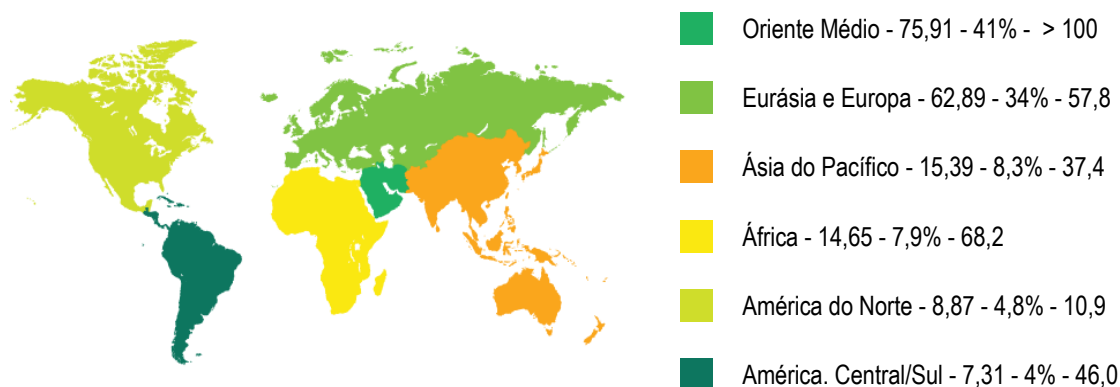 Oriente Médio - 75,91 - 41% - > 100
Eurásia e Europa - 62,89 - 34% - 57,8
Ásia do Pacífico - 15,39 - 8,3% - 37,4
África - 14,65 - 7,9% - 68,2
América do Norte - 8,87 - 4,8% - 10,9
América. Central/Sul - 7,31 - 4% - 46,0